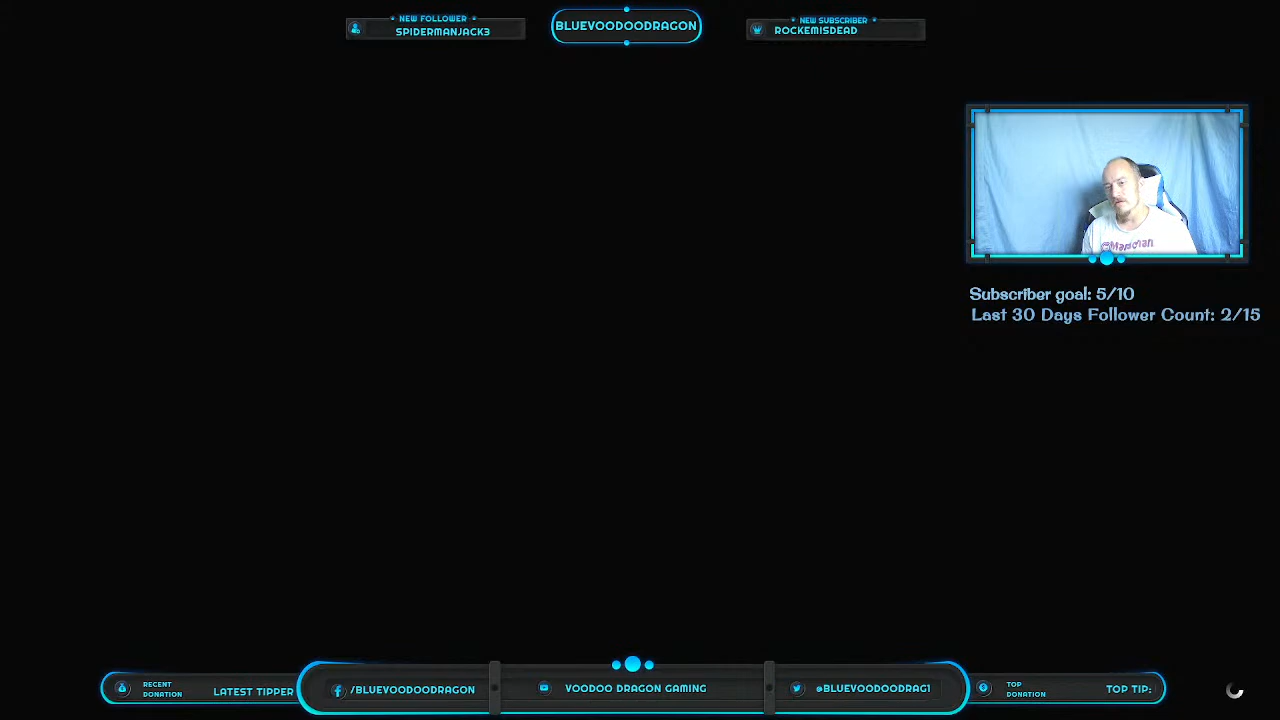 NEW FOLLOWER
SPIDERMANJACK3
BLUEVOODOODRAGON
NEW SUBSCRIBER
ROCKEMISDEAD
Subscriber goal: 5/10
Last 30 Days Follower Count: 2/15
RECENT
DONATION
LATEST TIPPER
/BLUEVOODOODRAGON
VOODOO DRAGON GAMING
@BLUEVOODOODRAG1
TOP
DONATION
TOP TIP: